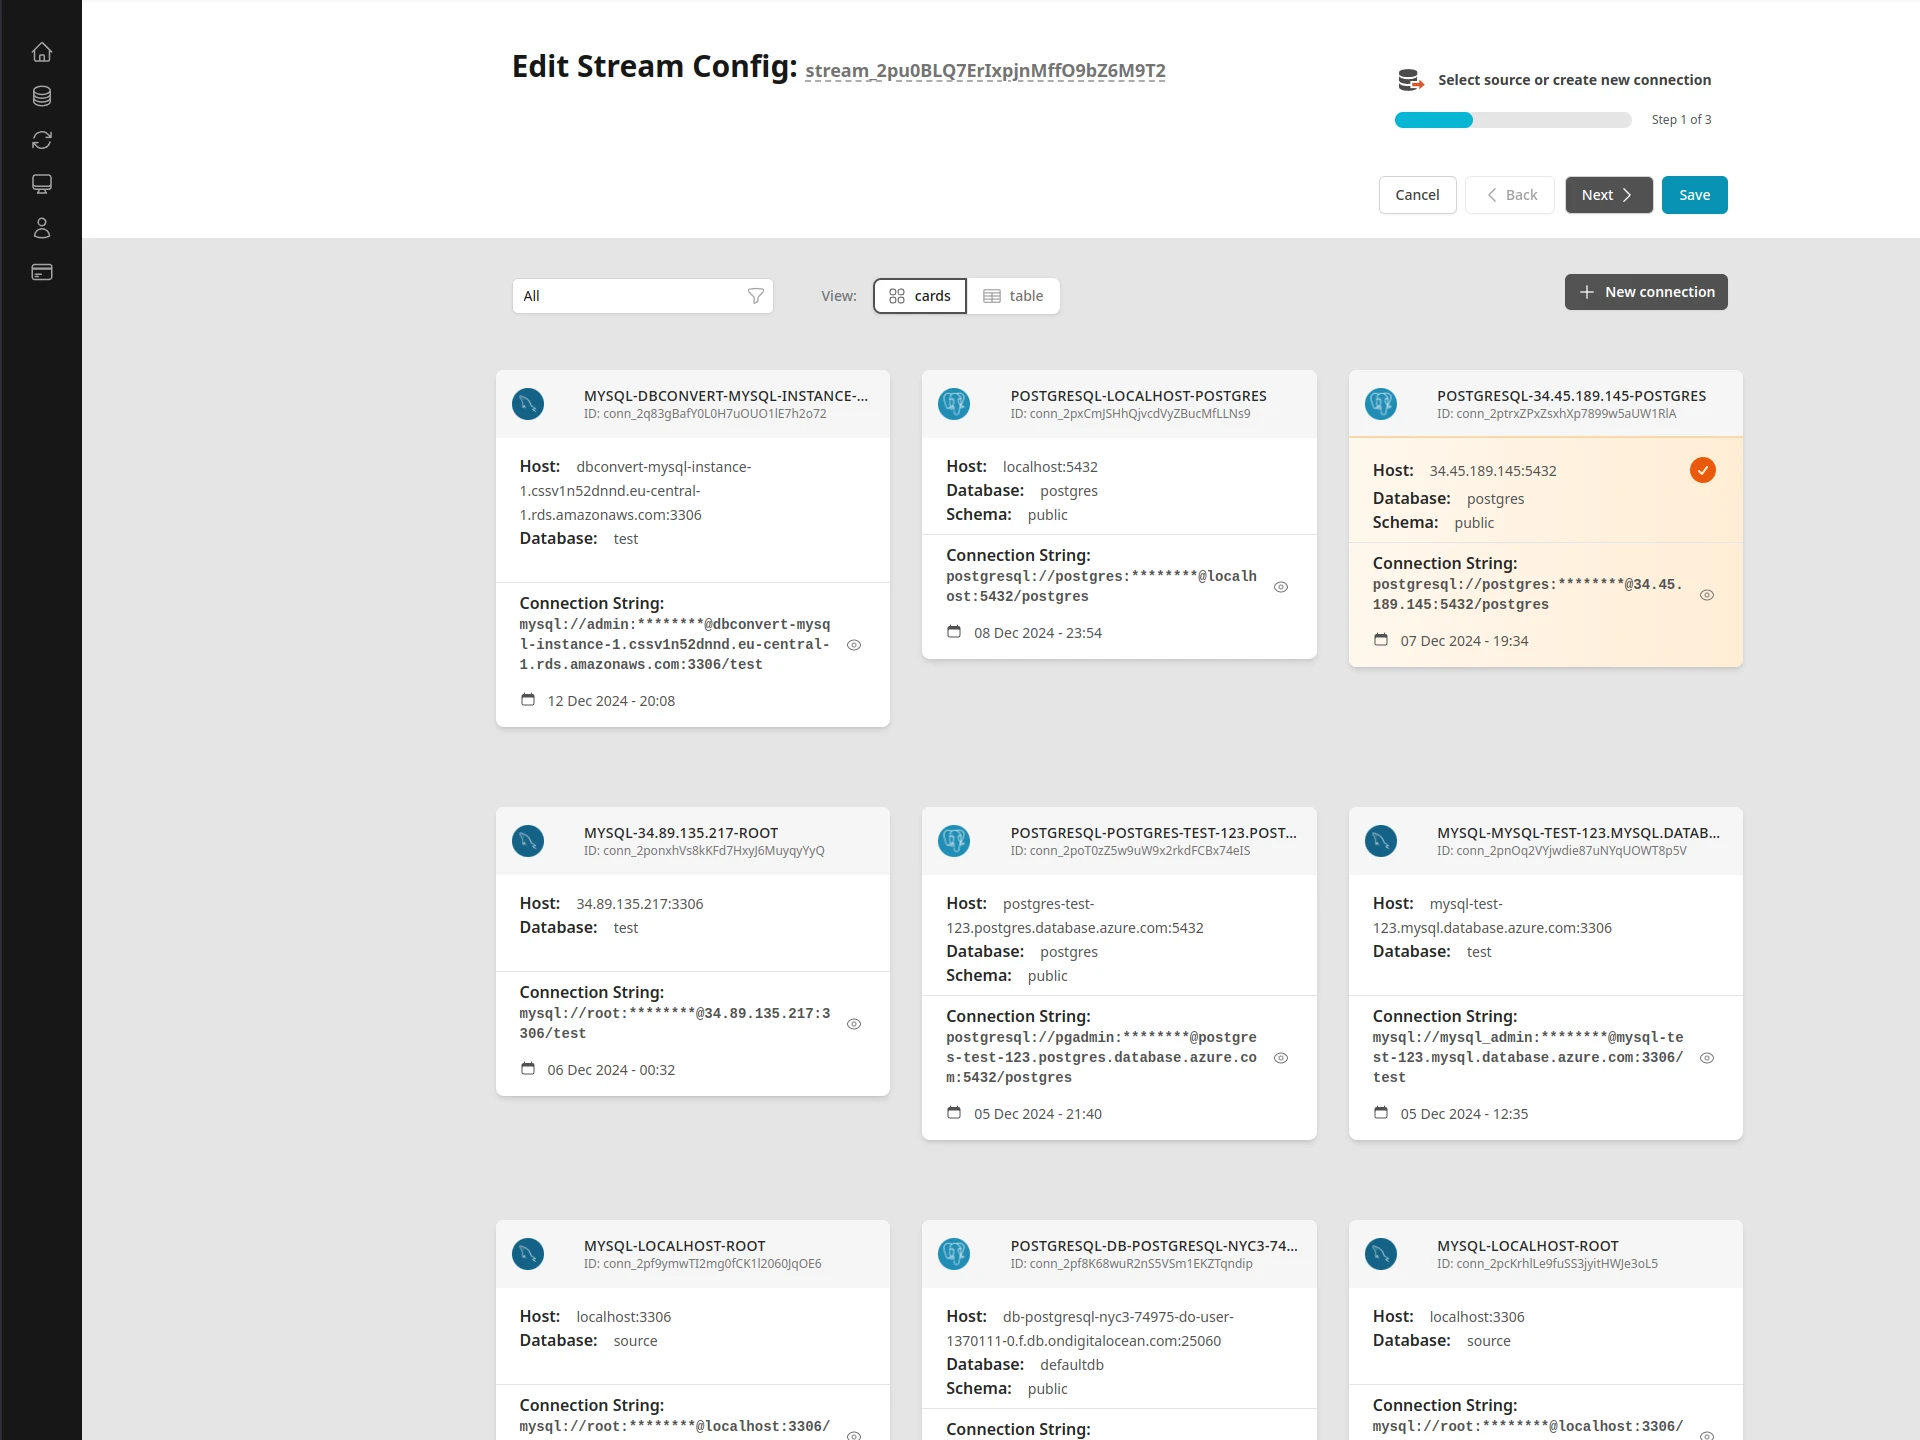 Edit Stream Config: stream_2pu0BLQ7ErIxpjnMffO9bZ6M9T2
Select source or create new connection
Step 1 of 3
Cancel
Back
Next
Save
All
View:
cards
table
New connection
MYSQL-DBCONVERT-MYSQL-INSTANCE-...
ID: conn_2q83gBafY0L0H7uOUO1lE7h2o72
Host: dbconvert-mysql-instance-
1.cssv1n52dnnd.eu-central-
1.rds.amazonaws.com:3306
Database: test
Connection String:
mysql://admin:********@dbconvert-mysq
l-instance-1.cssv1n52dnnd.eu-central-
1.rds.amazonaws.com:3306/test
12 Dec 2024 - 20:08
POSTGRESQL-LOCALHOST-POSTGRES
ID: conn_2pxCmJSHhQjvcdVyZBucMfLLNs9
Host: localhost:5432
Database: postgres
Schema: public
Connection String:
postgresql://postgres:********@localh
ost:5432/postgres
08 Dec 2024 - 23:54
POSTGRESQL-34.45.189.145-POSTGRES
ID: conn_2ptrxZPxZsxhXp7899w5aUW1RlA
Host: 34.45.189.145:5432
Database: postgres
Schema: public
Connection String:
postgresql://postgres:********@34.45.
189.145:5432/postgres
07 Dec 2024 - 19:34
MYSQL-34.89.135.217-ROOT
ID: conn_2ponxhVs8kKFd7HxyJ6MuyqyYyQ
Host: 34.89.135.217:3306
Database: test
Connection String:
mysql://root:********@34.89.135.217:3
306/test
06 Dec 2024 - 00:32
POSTGRESQL-POSTGRES-TEST-123.POST...
ID: conn_2poT0zZ5w9uW9x2rkdFCBx74eIS
Host: postgres-test-
123.postgres.database.azure.com:5432
Database: postgres
Schema: public
Connection String:
postgresql://pgadmin:********@postgre
s-test-123.postgres.database.azure.co
m:5432/postgres
05 Dec 2024 - 21:40
MYSQL-MYSQL-TEST-123.MYSQL.DATAB...
ID: conn_2pnOq2VYjwdie87uNYqUOWT8p5V
Host: mysql-test-
123.mysql.database.azure.com:3306
Database: test
Connection String:
mysql://mysql_admin:********@mysql-te
st-123.mysql.database.azure.com:3306/
test
05 Dec 2024 - 12:35
MYSQL-LOCALHOST-ROOT
ID: conn_2pf9ymwTI2mg0fCK1l2060JqOE6
Host: localhost:3306
Database: source
Connection String:
mysql://root:********@localhost:3306/
POSTGRESQL-DB-POSTGRESQL-NYC3-74...
ID: conn_2pf8K68wuR2nS5VSm1EKZTqndip
Host: db-postgresql-nyc3-74975-do-user-
1370111-0.f.db.ondigitalocean.com:25060
Database: defaultdb
Schema: public
Connection String:
MYSQL-LOCALHOST-ROOT
ID: conn_2pcKrhlLe9fuSS3jyitHWJe3oL5
Host: localhost:3306
Database: source
Connection String:
mysql://root:********@localhost:3306/